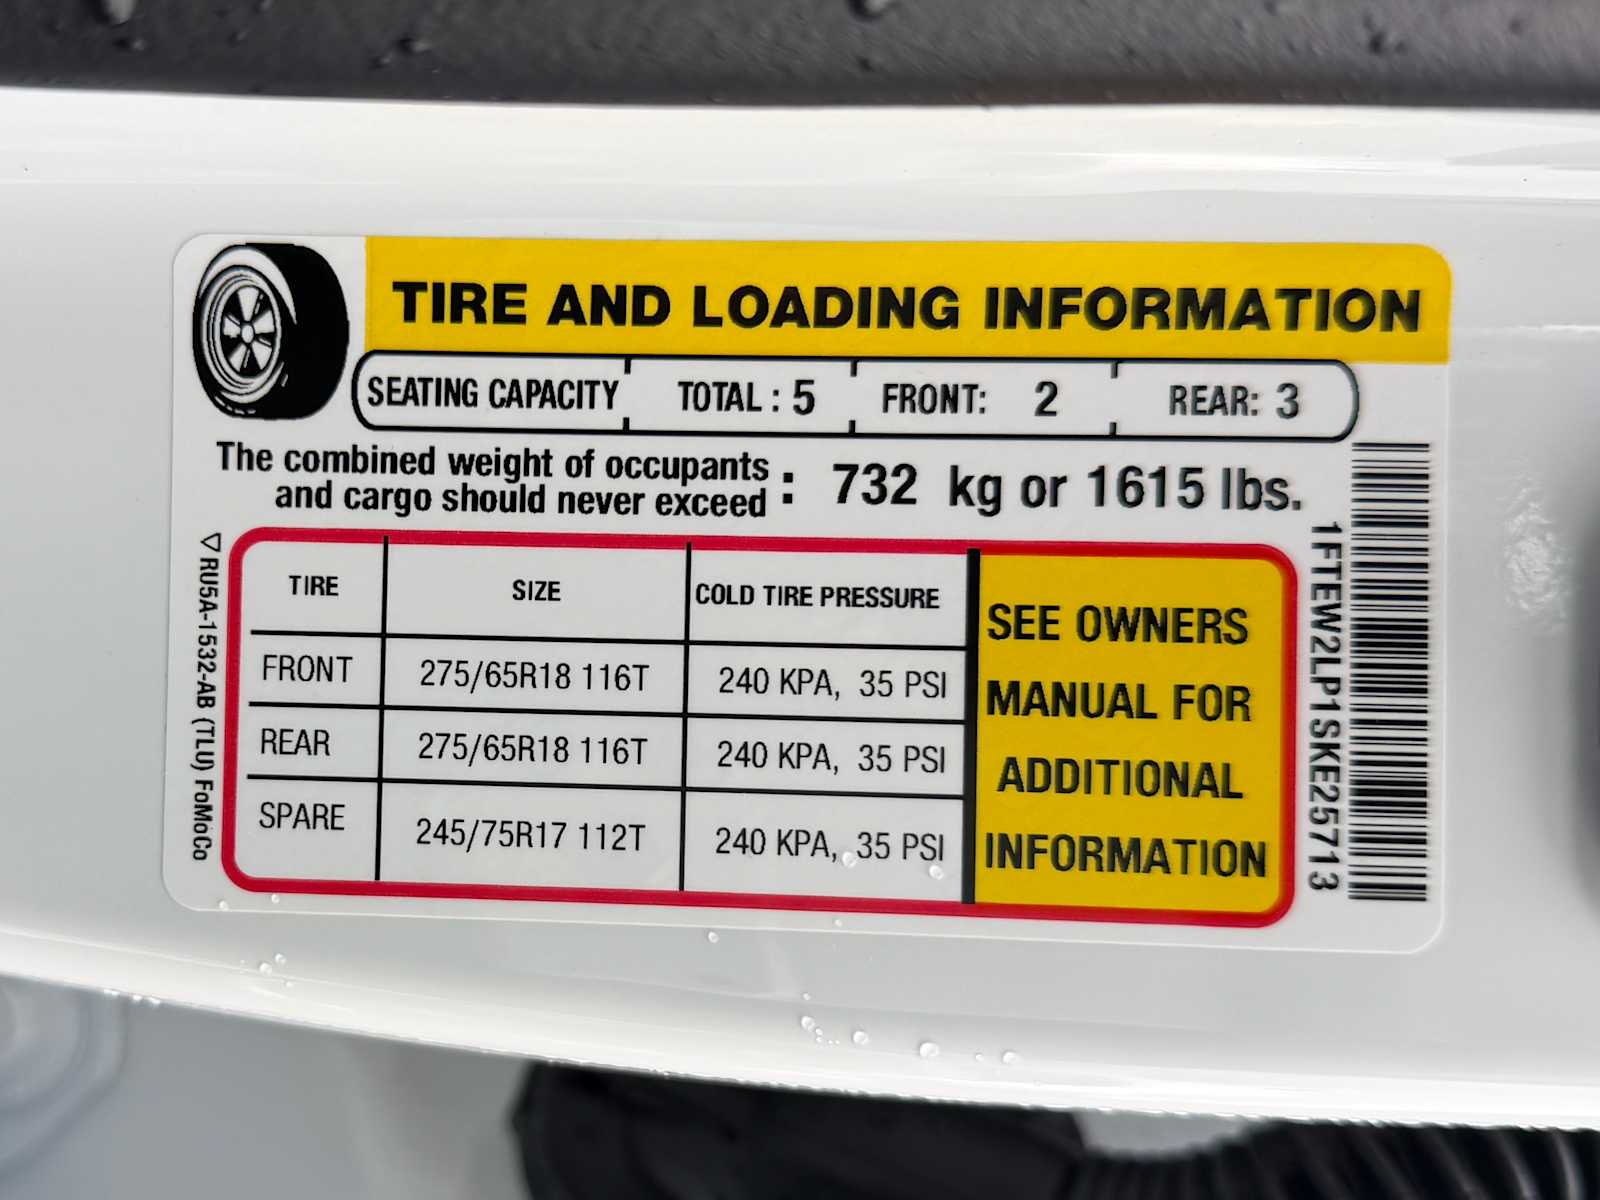 TIRE AND LOADING INFORMATION
SEATING CAPACITY TOTAL : 5 FRONT: 2 REAR: 3
The combined weight of occupants
and cargo should never exceed : 732 kg or 1615 lbs.
TIRE SIZE COLD TIRE PRESSURE
FRONT 275/65R18 116T 240 KPA, 35 PSI
REAR 275/65R18 116T 240 KPA, 35 PSI
SPARE 245/75R17 112T 240 KPA, 35 PSI
SEE OWNERS
MANUAL FOR
ADDITIONAL
INFORMATION
RU5A-1532-AB (TLU) FoMoCo
1FTEW2LP1SKE25713